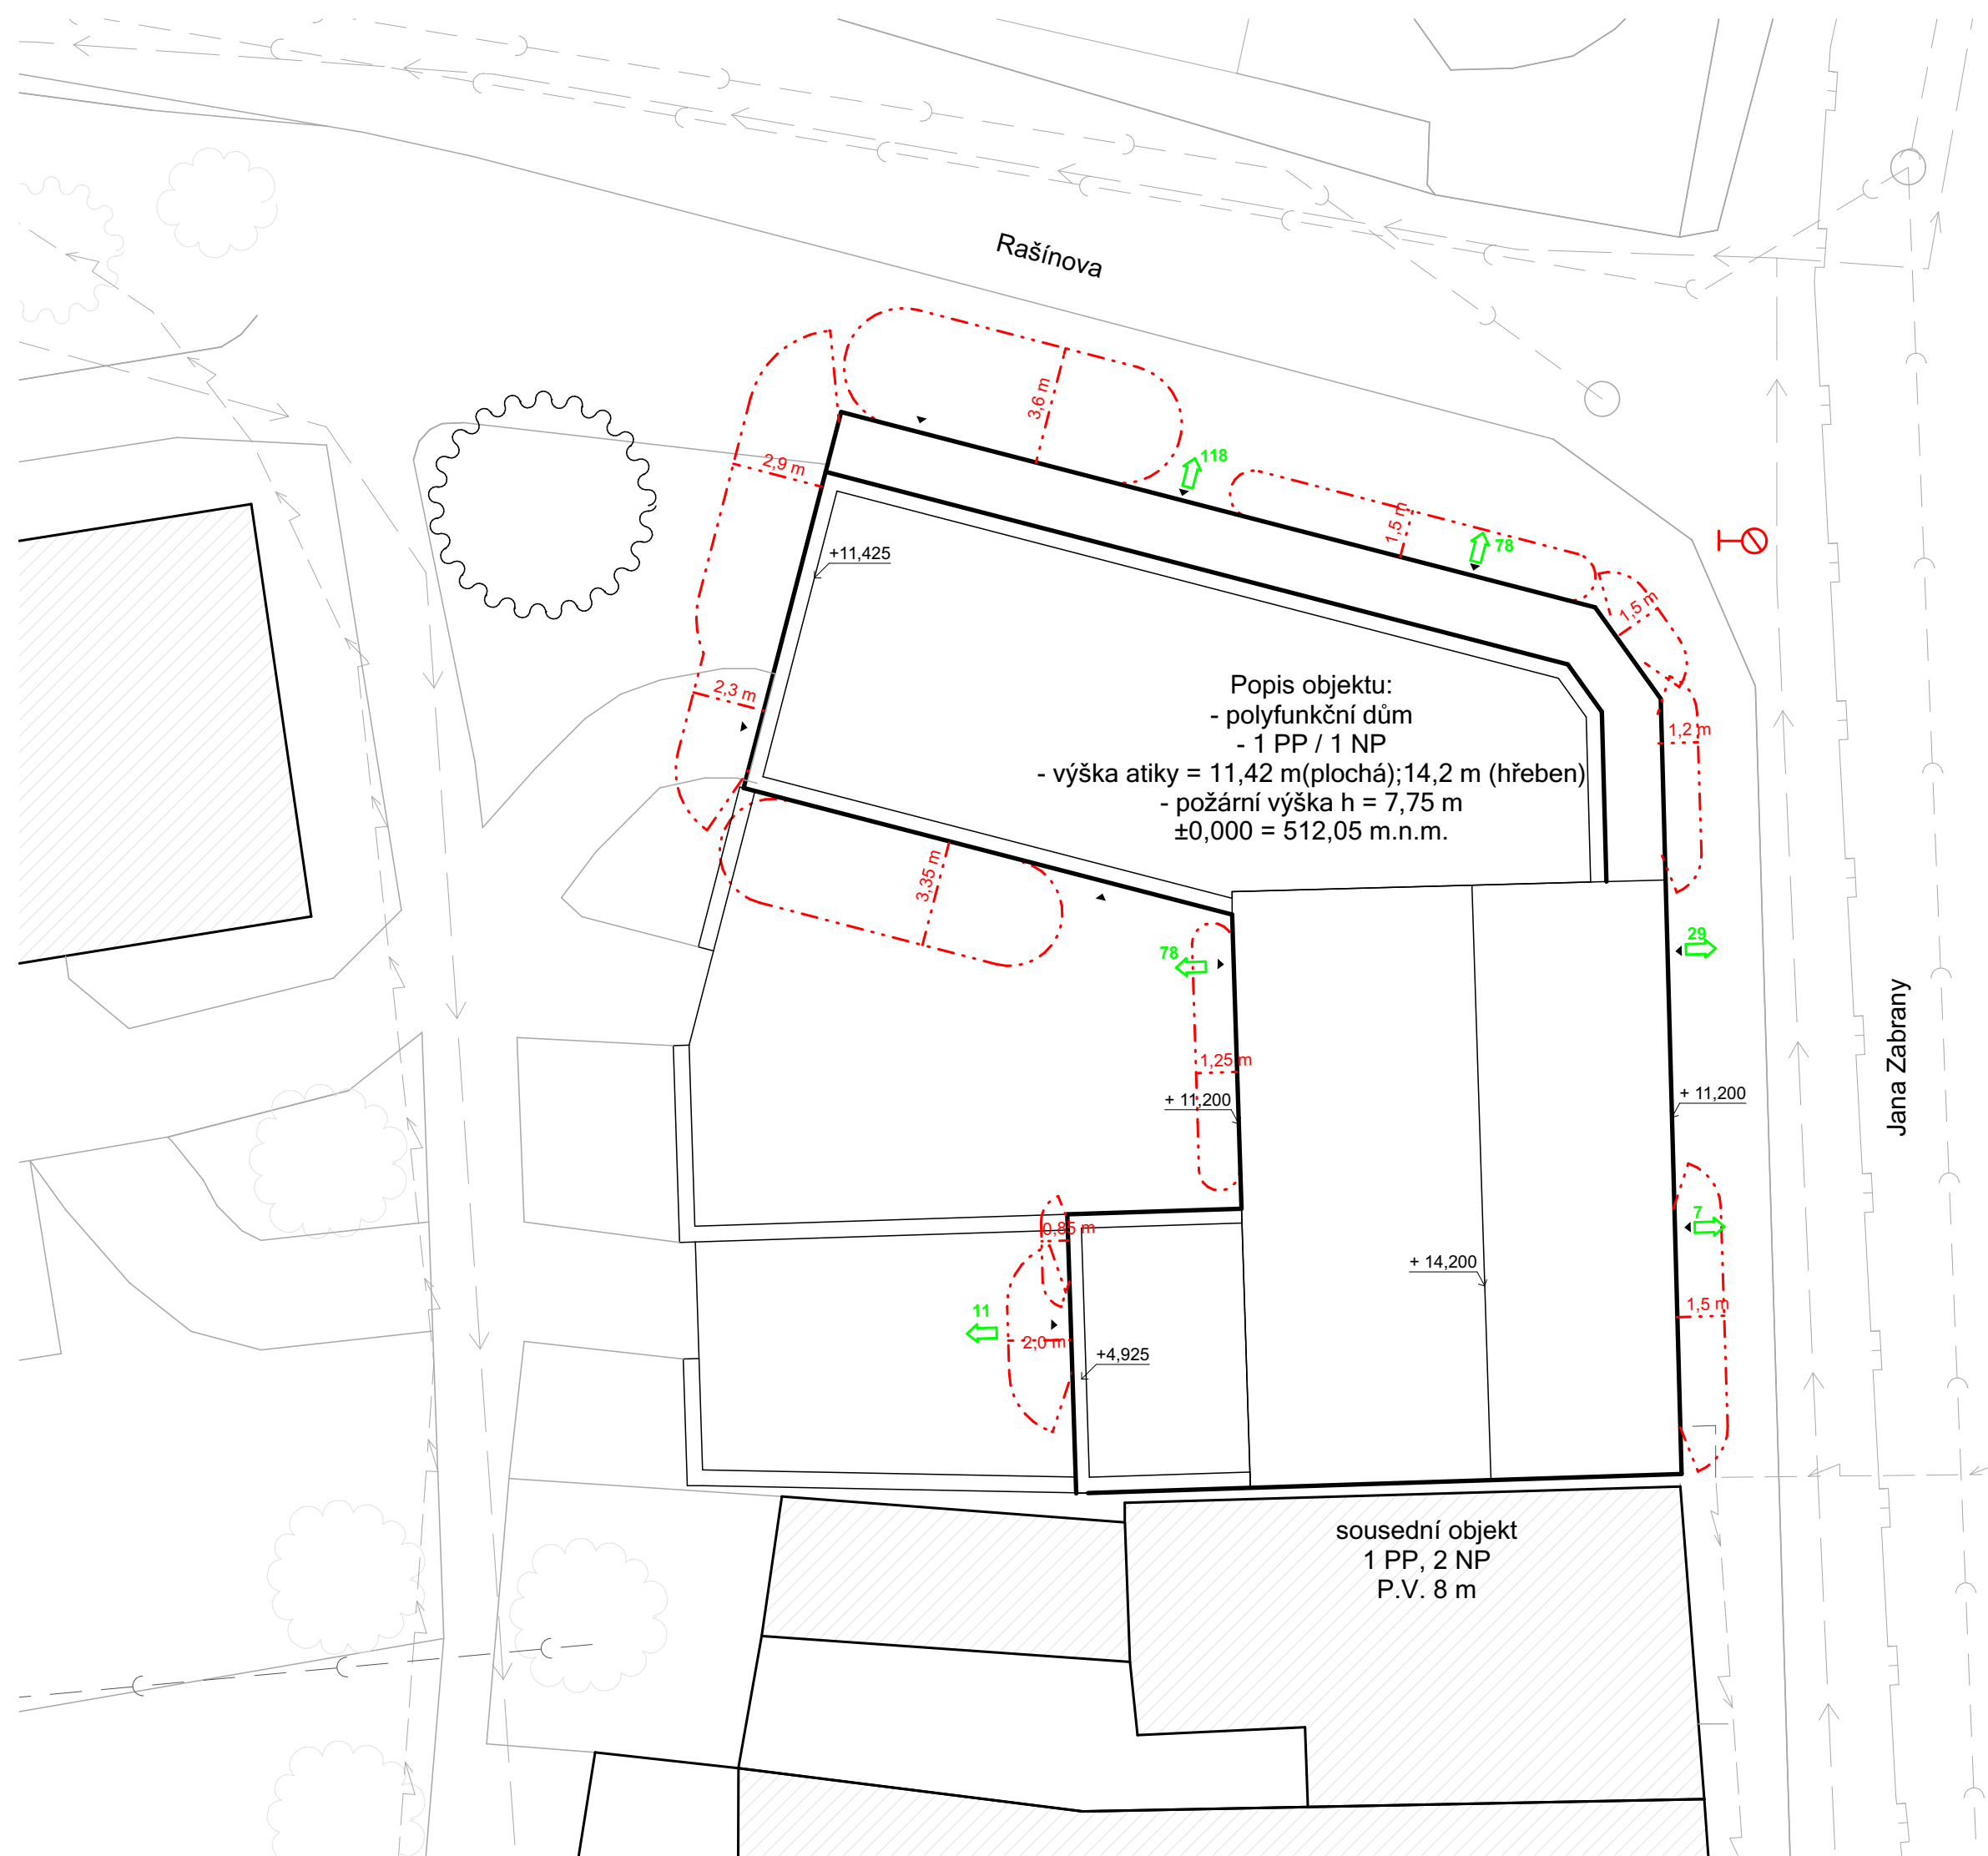 Rašínova
3,6 m
2,9 m
118
1,5 m
78
+11,425
1,5 m
Popis objektu:
- polyfunkční dům
- 1 PP / 1 NP
- výška atiky = 11,42 m(plochá);14,2 m (hřeben)
- požární výška h = 7,75 m
±0,000 = 512,05 m.n.m.
2,3 m
1,2 m
3,35 m
78
29
1,25 m
+ 11,200
+ 11,200
Jana Zabrany
0,85 m
7
+ 14,200
11
2,0 m
1,5 m
+4,925
sousední objekt
1 PP, 2 NP
P.V. 8 m